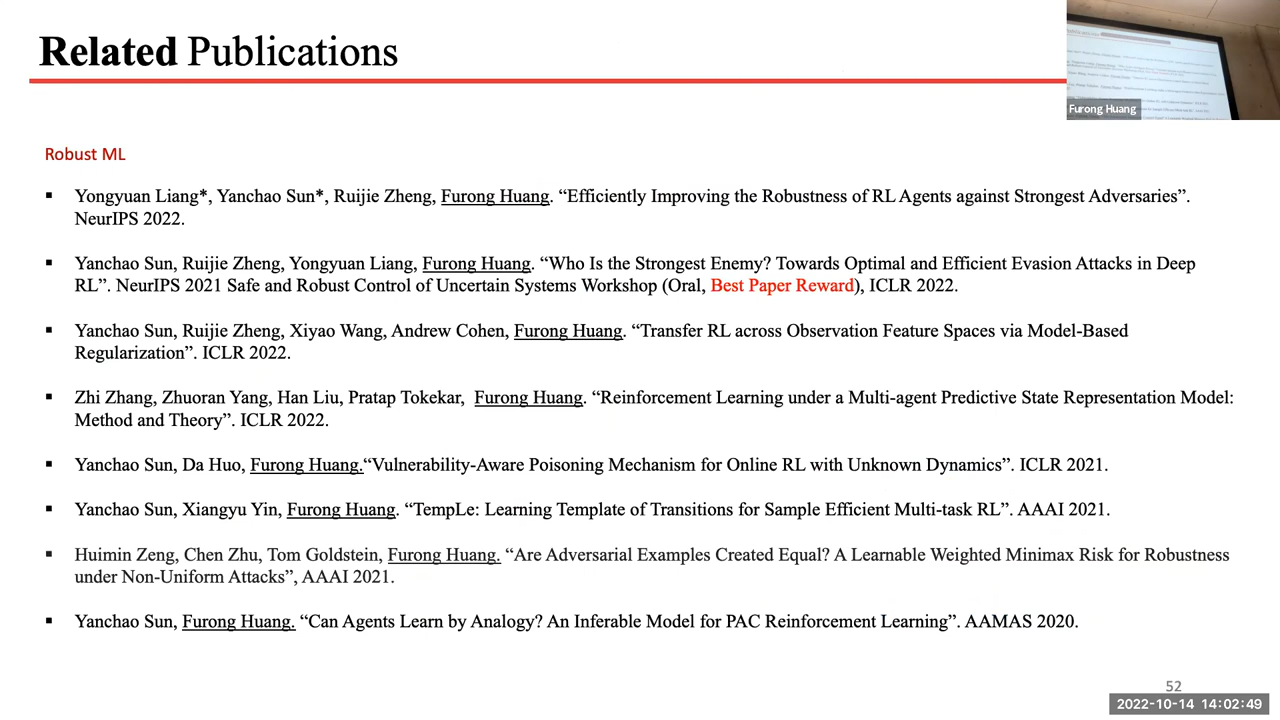 Related Publications
Furong Huang
Robust ML
▪ Yongyuan Liang*, Yanchao Sun*, Ruijie Zheng, Furong Huang. “Efficiently Improving the Robustness of RL Agents against Strongest Adversaries”.
NeurIPS 2022.
▪ Yanchao Sun, Ruijie Zheng, Yongyuan Liang, Furong Huang. “Who Is the Strongest Enemy? Towards Optimal and Efficient Evasion Attacks in Deep
RL”. NeurIPS 2021 Safe and Robust Control of Uncertain Systems Workshop (Oral, Best Paper Reward), ICLR 2022.
▪ Yanchao Sun, Ruijie Zheng, Xiyao Wang, Andrew Cohen, Furong Huang. “Transfer RL across Observation Feature Spaces via Model-Based
Regularization”. ICLR 2022.
▪ Zhi Zhang, Zhuoran Yang, Han Liu, Pratap Tokekar, Furong Huang. “Reinforcement Learning under a Multi-agent Predictive State Representation Model:
Method and Theory”. ICLR 2022.
▪ Yanchao Sun, Da Huo, Furong Huang.“Vulnerability-Aware Poisoning Mechanism for Online RL with Unknown Dynamics”. ICLR 2021.
▪ Yanchao Sun, Xiangyu Yin, Furong Huang. “TempLe: Learning Template of Transitions for Sample Efficient Multi-task RL”. AAAI 2021.
▪ Huimin Zeng, Chen Zhu, Tom Goldstein, Furong Huang. “Are Adversarial Examples Created Equal? A Learnable Weighted Minimax Risk for Robustness
under Non-Uniform Attacks”, AAAI 2021.
▪ Yanchao Sun, Furong Huang. “Can Agents Learn by Analogy? An Inferable Model for PAC Reinforcement Learning”. AAMAS 2020.
52
2022-10-14 14:02:49